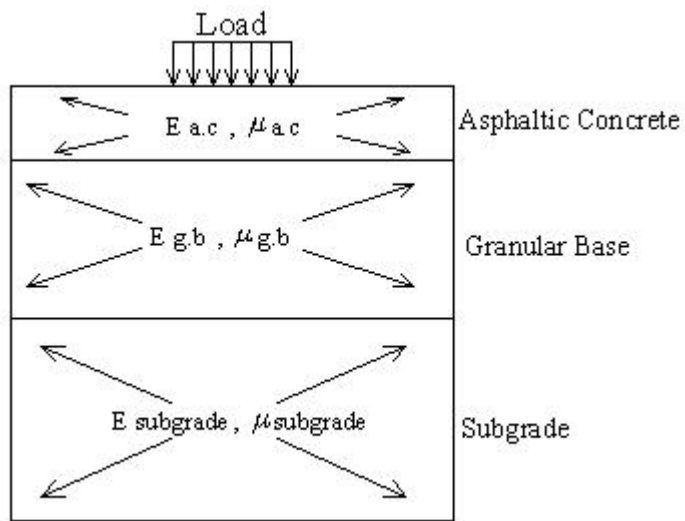 Load
E a.c , μ a.c
Asphaltic Concrete
E g.b , μ g.b
Granular Base
E subgrade , μ subgrade
Subgrade